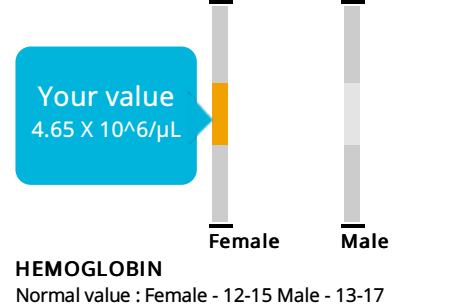 Your value
4.65 X 10^6/µL
Female Male
HEMOGLOBIN
Normal value : Female - 12-15 Male - 13-17